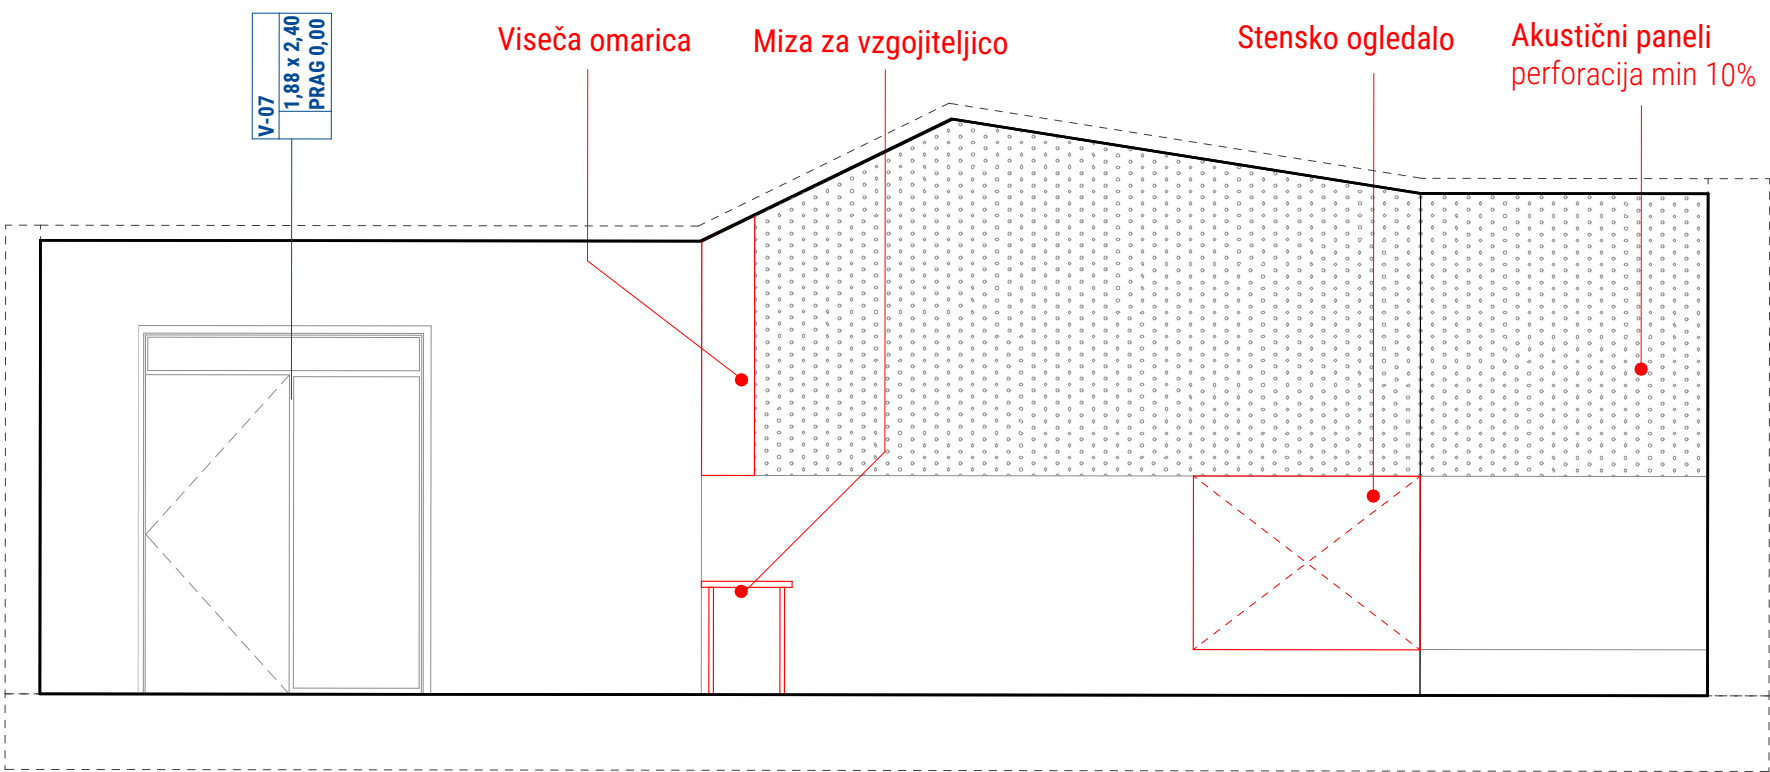 V-07
1,88 x 2,40
PRAG 0,00
Viseča omarica
Miza za vzgojiteljico
Stensko ogledalo
Akustični paneli
perforacija min 10%